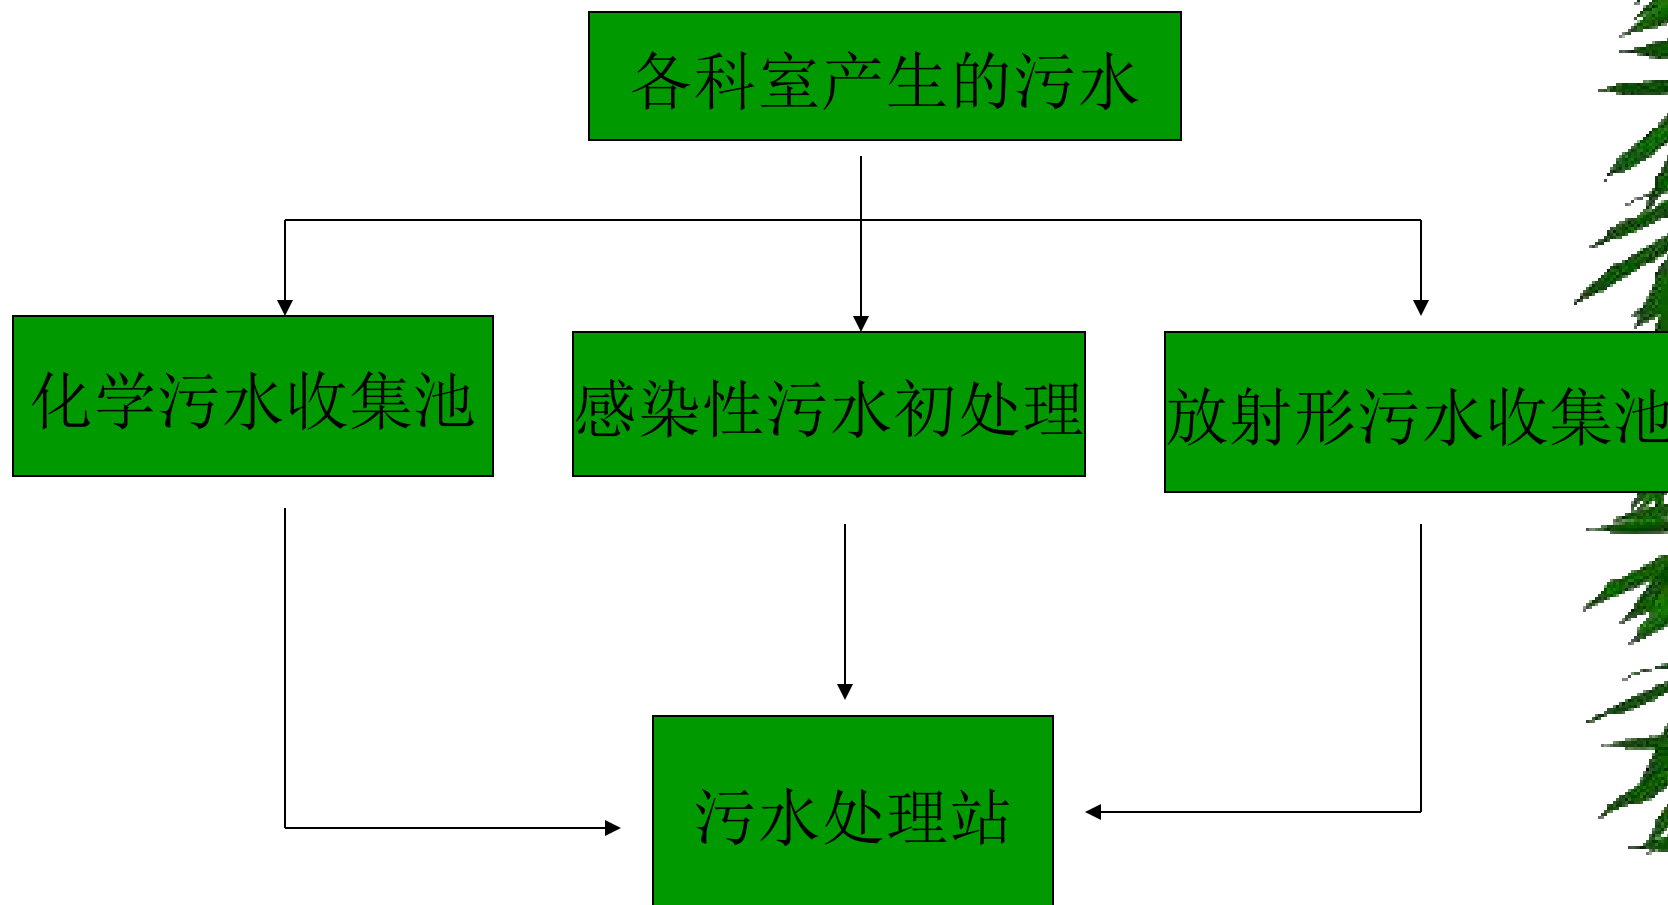 各科室产生的污水
化学污水收集池
感染性污水初处理
放射形污水收集池
污水处理站